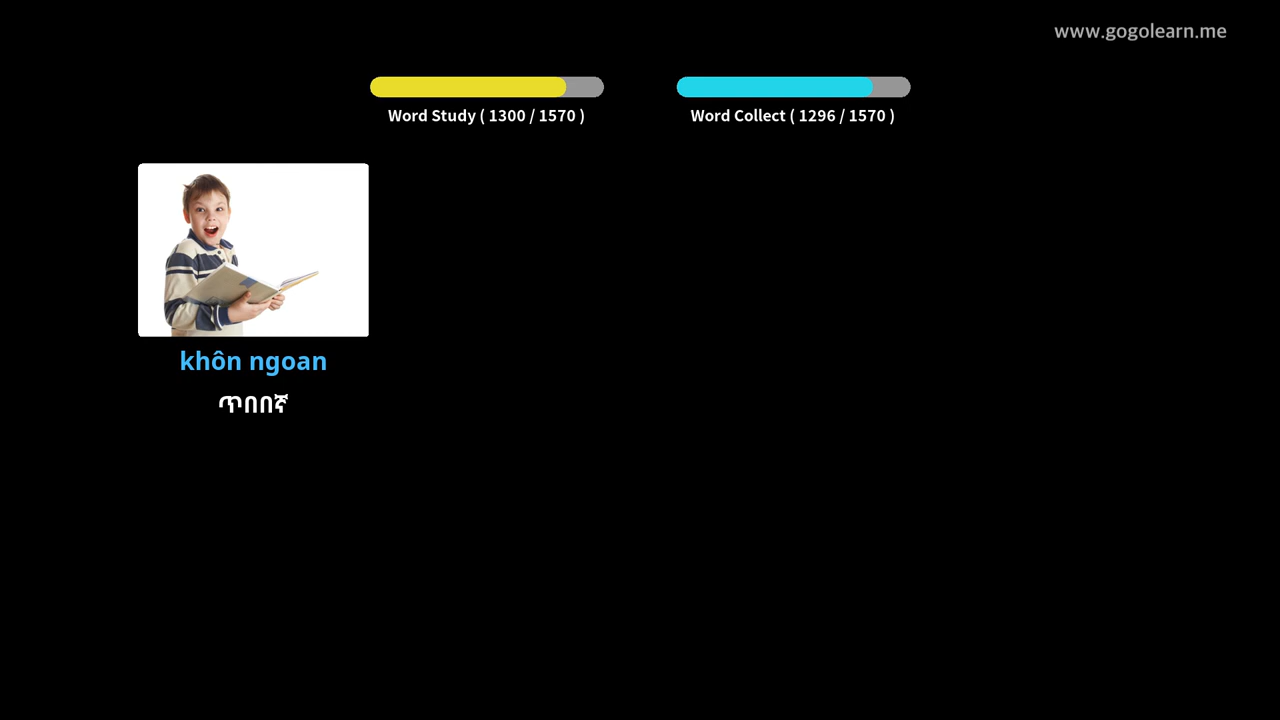 www.gogolearn.me
Word Study ( 1300 / 1570 )
Word Collect ( 1296 / 1570 )
khôn ngoan
ጥበበኛ